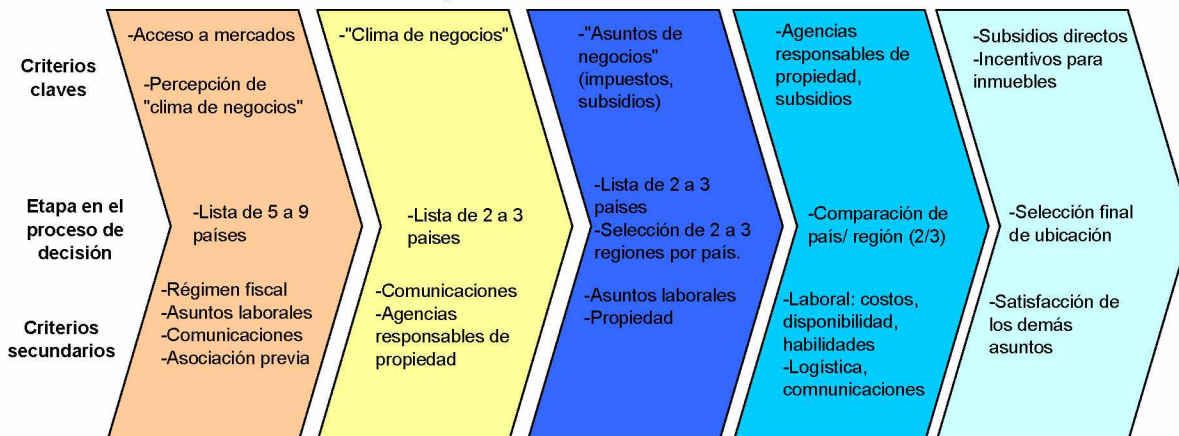 Criterios
claves
-Acceso a mercados
-Percepción de
"clima de negocios"
-"Clima de negocios"
-"Asuntos de
negocios"
(impuestos,
subsidios)
-Agencias
responsables de
propiedad,
subsidios
-Subsidios directos
-Incentivos para
inmuebles
Etapa en el
proceso de
decisión
-Lista de 5 a 9
países
-Lista de 2 a 3
paises
-Lista de 2 a 3
paises
-Selección de 2 a 3
regiones por país.
-Comparación de
país/ región (2/3)
-Selección final
de ubicación
Criterios
secundarios
-Régimen fiscal
-Asuntos laborales
-Comunicaciones
-Asociación previa
-Comunicaciones
-Agencias
responsables de
propiedad
-Asuntos laborales
-Propiedad
-Laboral: costos,
disponibilidad,
habilidades
-Logística,
comnunicaciones
-Satisfacción de
los demás
asuntos